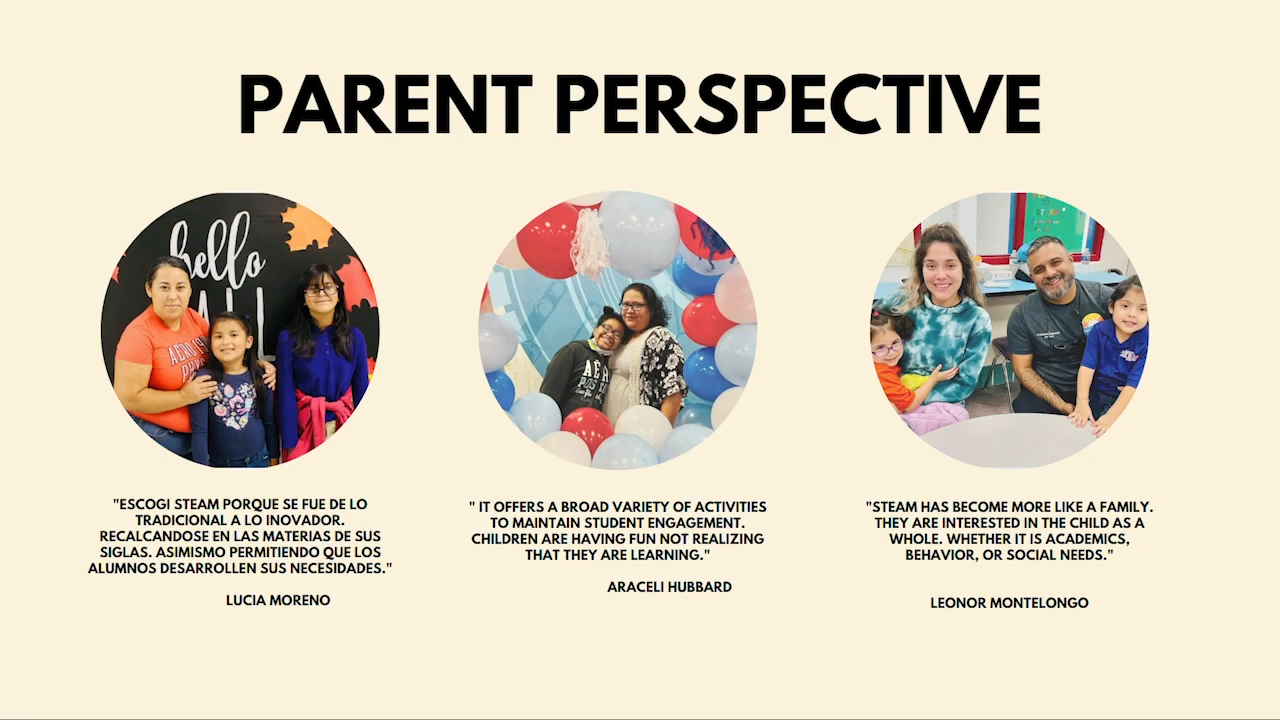 PARENT PERSPECTIVE
hello
AÉRO
"ESCOGI STEAM PORQUE SE FUE DE LO
TRADICIONAL A LO INOVADOR.
RECALCANDOSE EN LAS MATERIAS DE SUS
SIGLAS. ASIMISMO PERMITIENDO QUE LOS
ALUMNOS DESARROLLEN SUS NECESIDADES."
LUCIA MORENO
" IT OFFERS A BROAD VARIETY OF ACTIVITIES
TO MAINTAIN STUDENT ENGAGEMENT.
CHILDREN ARE HAVING FUN NOT REALIZING
THAT THEY ARE LEARNING."
ARACELI HUBBARD
"STEAM HAS BECOME MORE LIKE A FAMILY.
THEY ARE INTERESTED IN THE CHILD AS A
WHOLE. WHETHER IT IS ACADEMICS,
BEHAVIOR, OR SOCIAL NEEDS."
LEONOR MONTELONGO